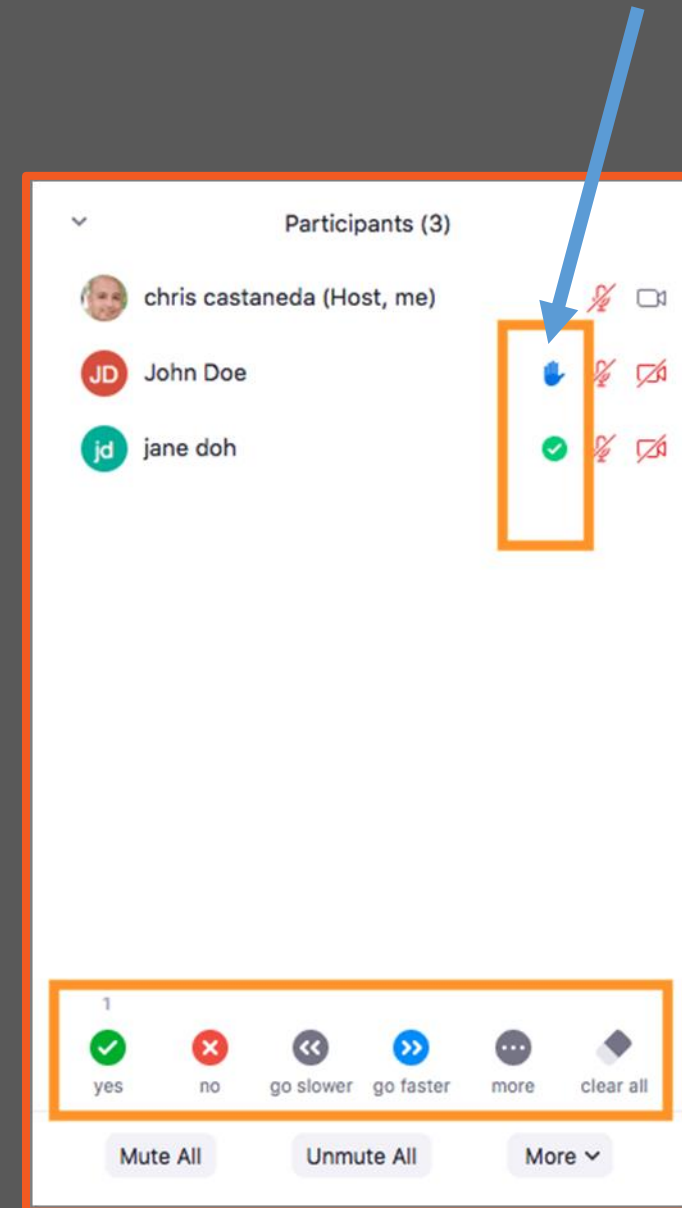 Participants (3)
chris castaneda (Host, me)
JD John Doe
jd jane doh
1
yes no go slower go faster more clear all
Mute All Unmute All More